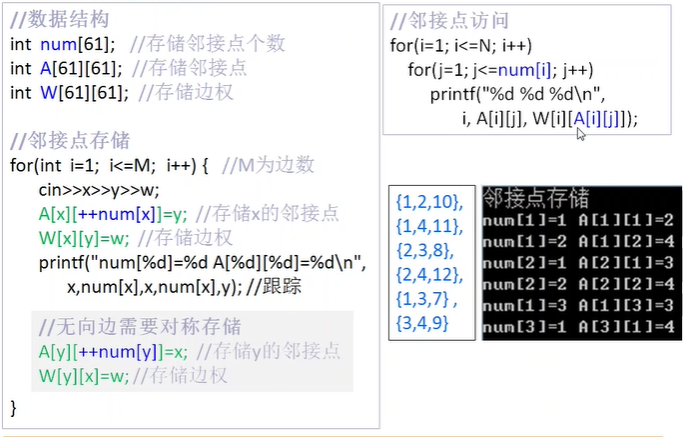 //数据结构
int num[61]; //存储邻接点个数
int A[61][61]; //存储邻接点
int W[61][61]; //存储边权
//邻接点存储
for(int i=1; i<=M; i++) { //M为边数
cin>>x>>y>>w;
A[x][++num[x]]=y; //存储x的邻接点
W[x][y]=w; //存储边权
printf("num[%d]=%d A[%d][%d]=%d\n",
x,num[x],x,num[x],y); //跟踪
//无向边需要对称存储
A[y][++num[y]]=x; //存储y的邻接点
W[y][x]=w; //存储边权
}
//邻接点访问
for(i=1; i<=N; i++)
for(j=1; j<=num[i]; j++)
printf("%d %d %d\n",
i, A[i][j], W[i][A[i][j]]);
{1,2,10},
{1,4,11},
{2,3,8},
{2,4,12},
{1,3,7} ,
{3,4,9}
邻接点存储
num[1]=1 A[1][1]=2
num[1]=2 A[1][2]=4
num[2]=1 A[2][1]=3
num[2]=2 A[2][2]=4
num[1]=3 A[1][3]=3
num[3]=1 A[3][1]=4